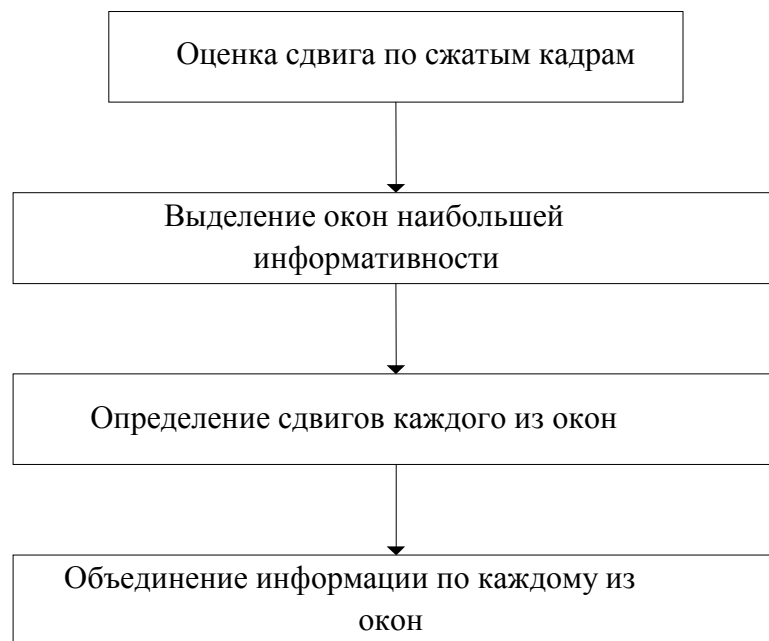 Оценка сдвига по сжатым кадрам
Выделение окон наибольшей
информативности
Определение сдвигов каждого из окон
Объединение информации по каждому из
окон